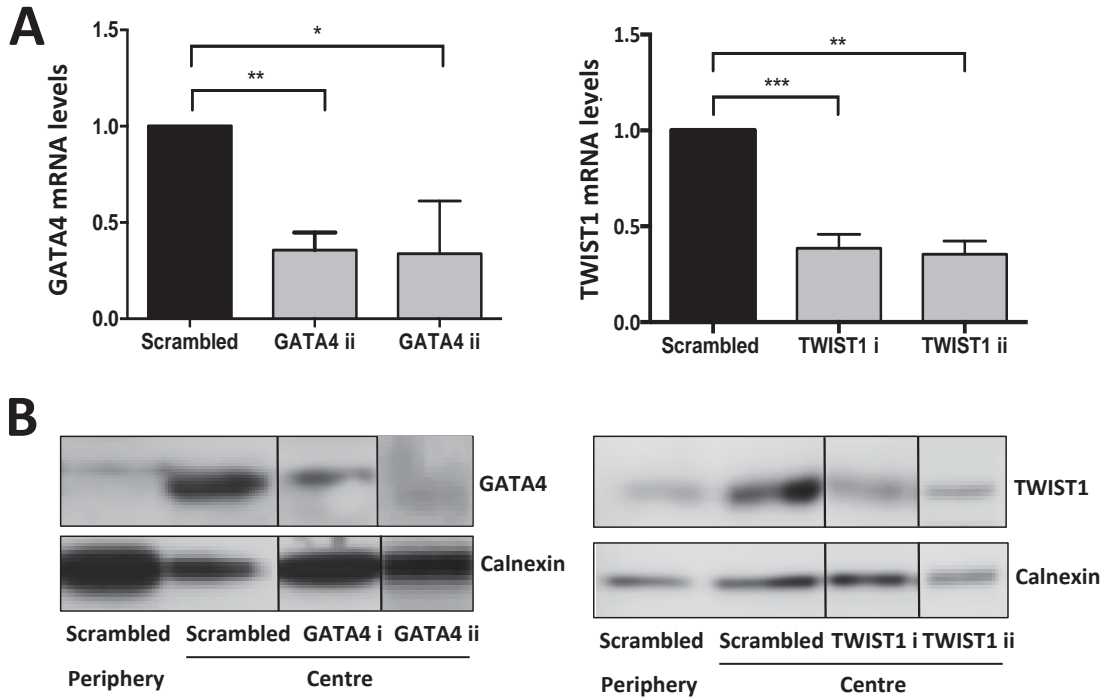 A
GATA4 mRNA levels
1.5
1.0
0.5
0.0
*
**
Scrambled GATA4 ii GATA4 ii
TWIST1 mRNA levels
1.5
1.0
0.5
0.0
**
***
Scrambled TWIST1 i TWIST1 ii
B
GATA4
Calnexin
Scrambled Scrambled GATA4 i GATA4 ii
Periphery Centre
TWIST1
Calnexin
Scrambled Scrambled TWIST1 i TWIST1 ii
Periphery Centre